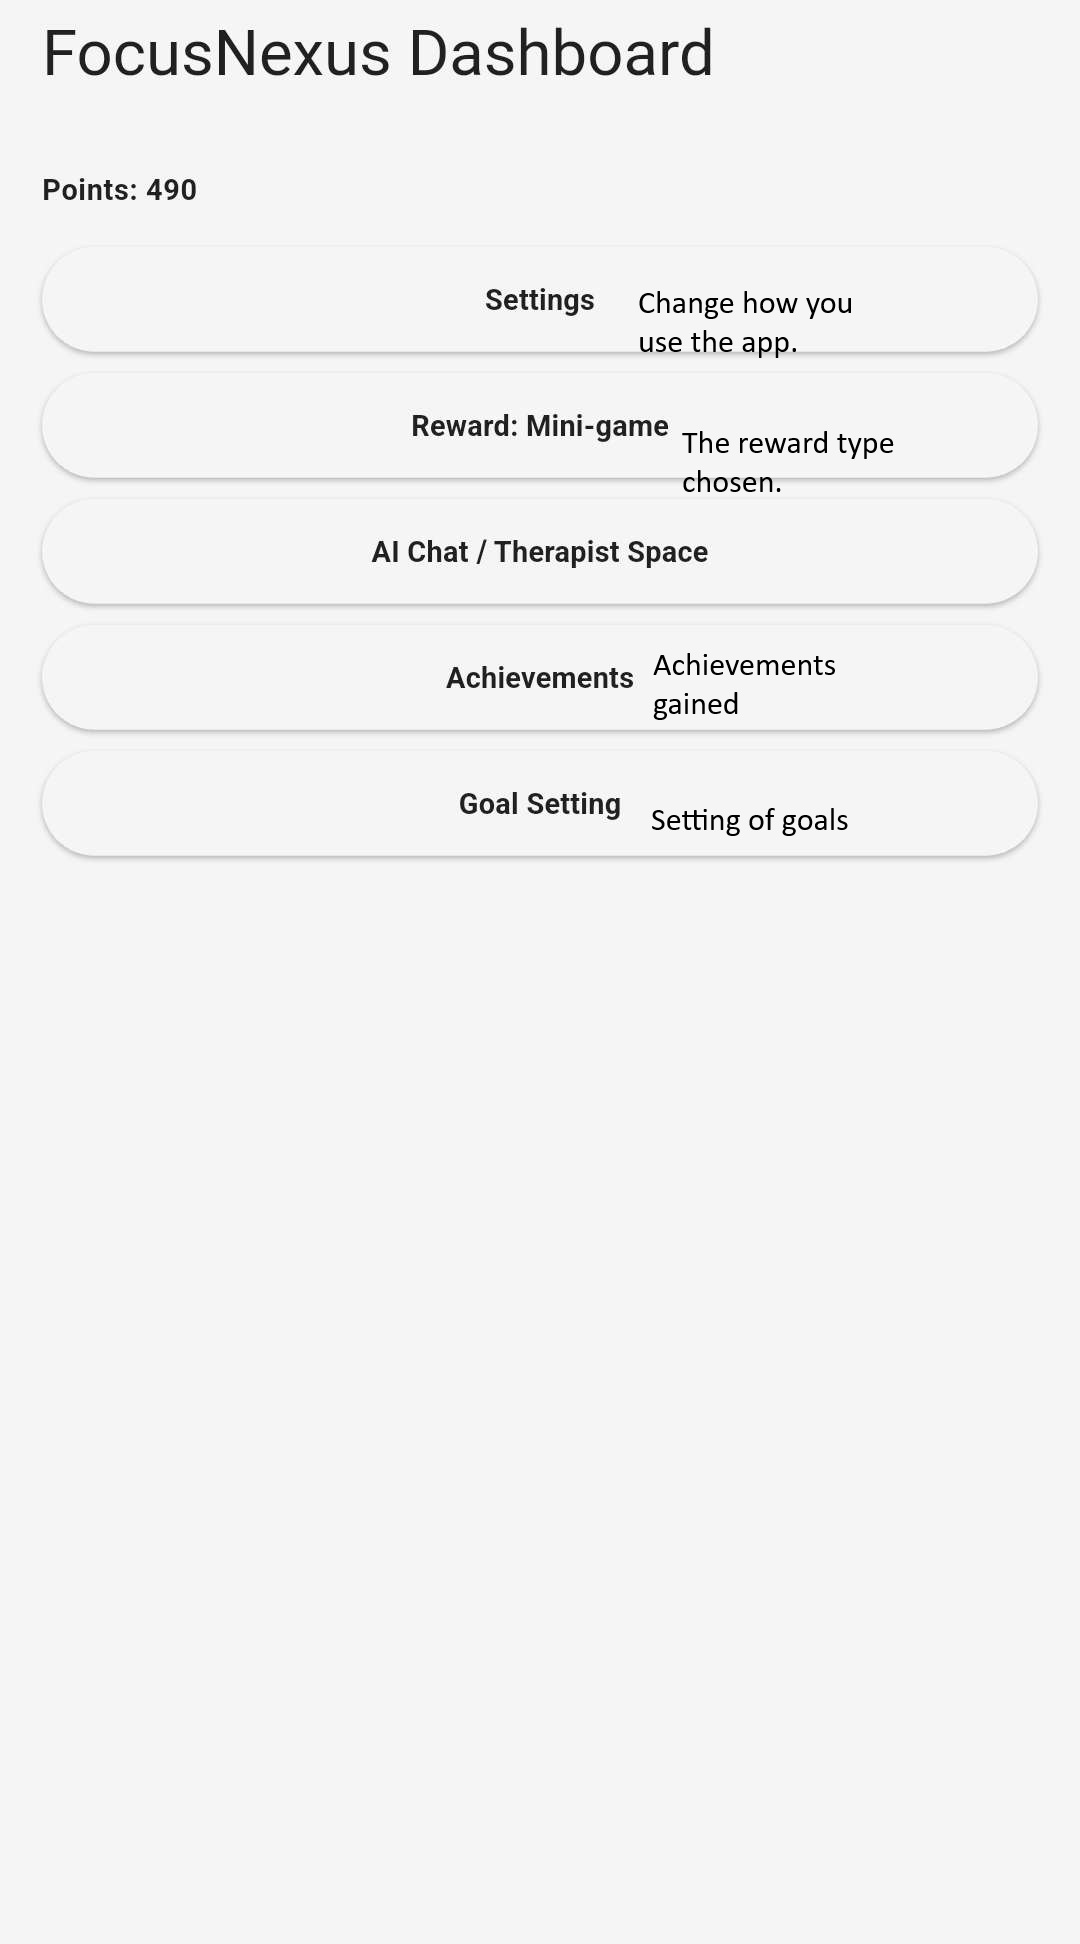 FocusNexus Dashboard
Points: 490
Settings
Change how you
use the app.
Reward: Mini-game
The reward type
chosen.
AI Chat / Therapist Space
Achievements
Achievements
gained
Goal Setting
Setting of goals